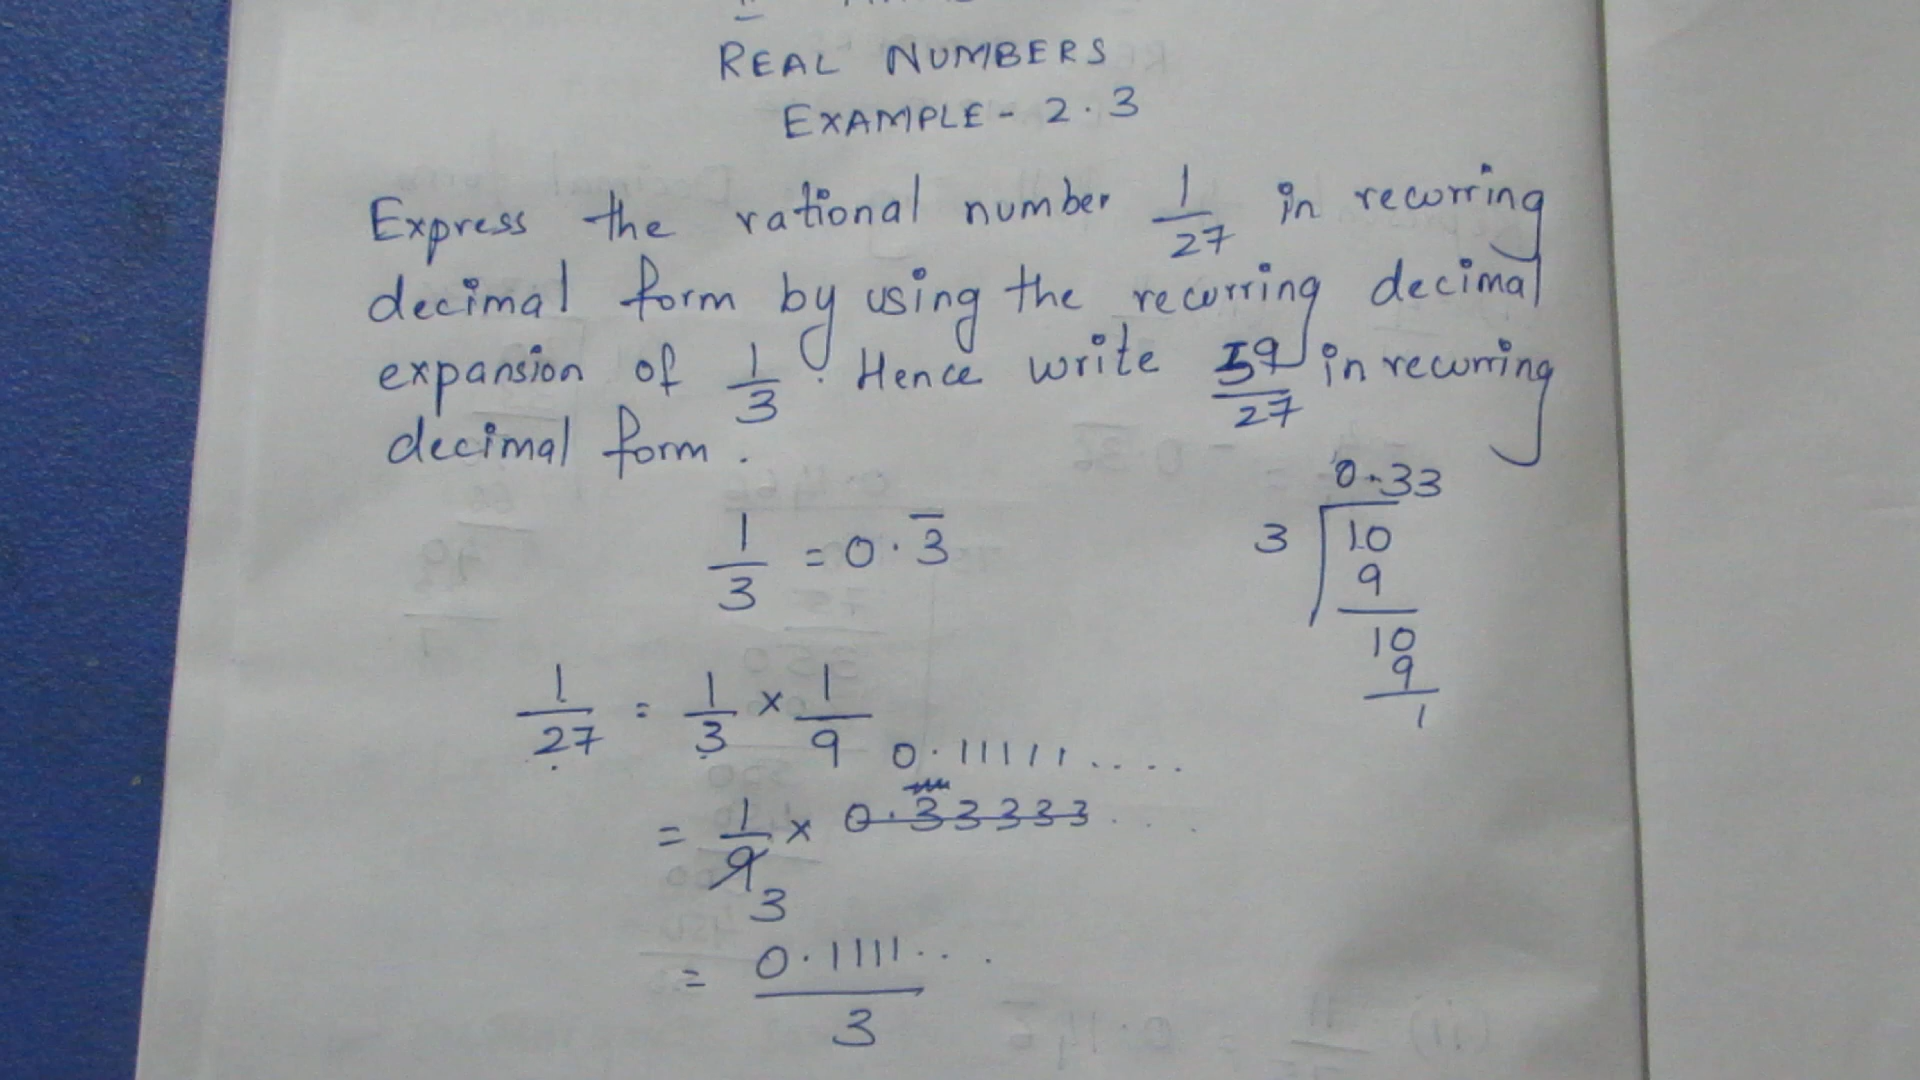 REAL NUMBERS
EXAMPLE - 2.3
Express the rational number 1/27 in recurring
decimal form by using the recurring decimal
expansion of 1/3. Hence write 59/27 in recurring
decimal form.
1/3 = 0.3̅
0.33
3 10
9
10
9
1
1/27 = 1/3 × 1/9
0.11111....
= 1/9 × 0.33333....
3
= 0.1111... / 3